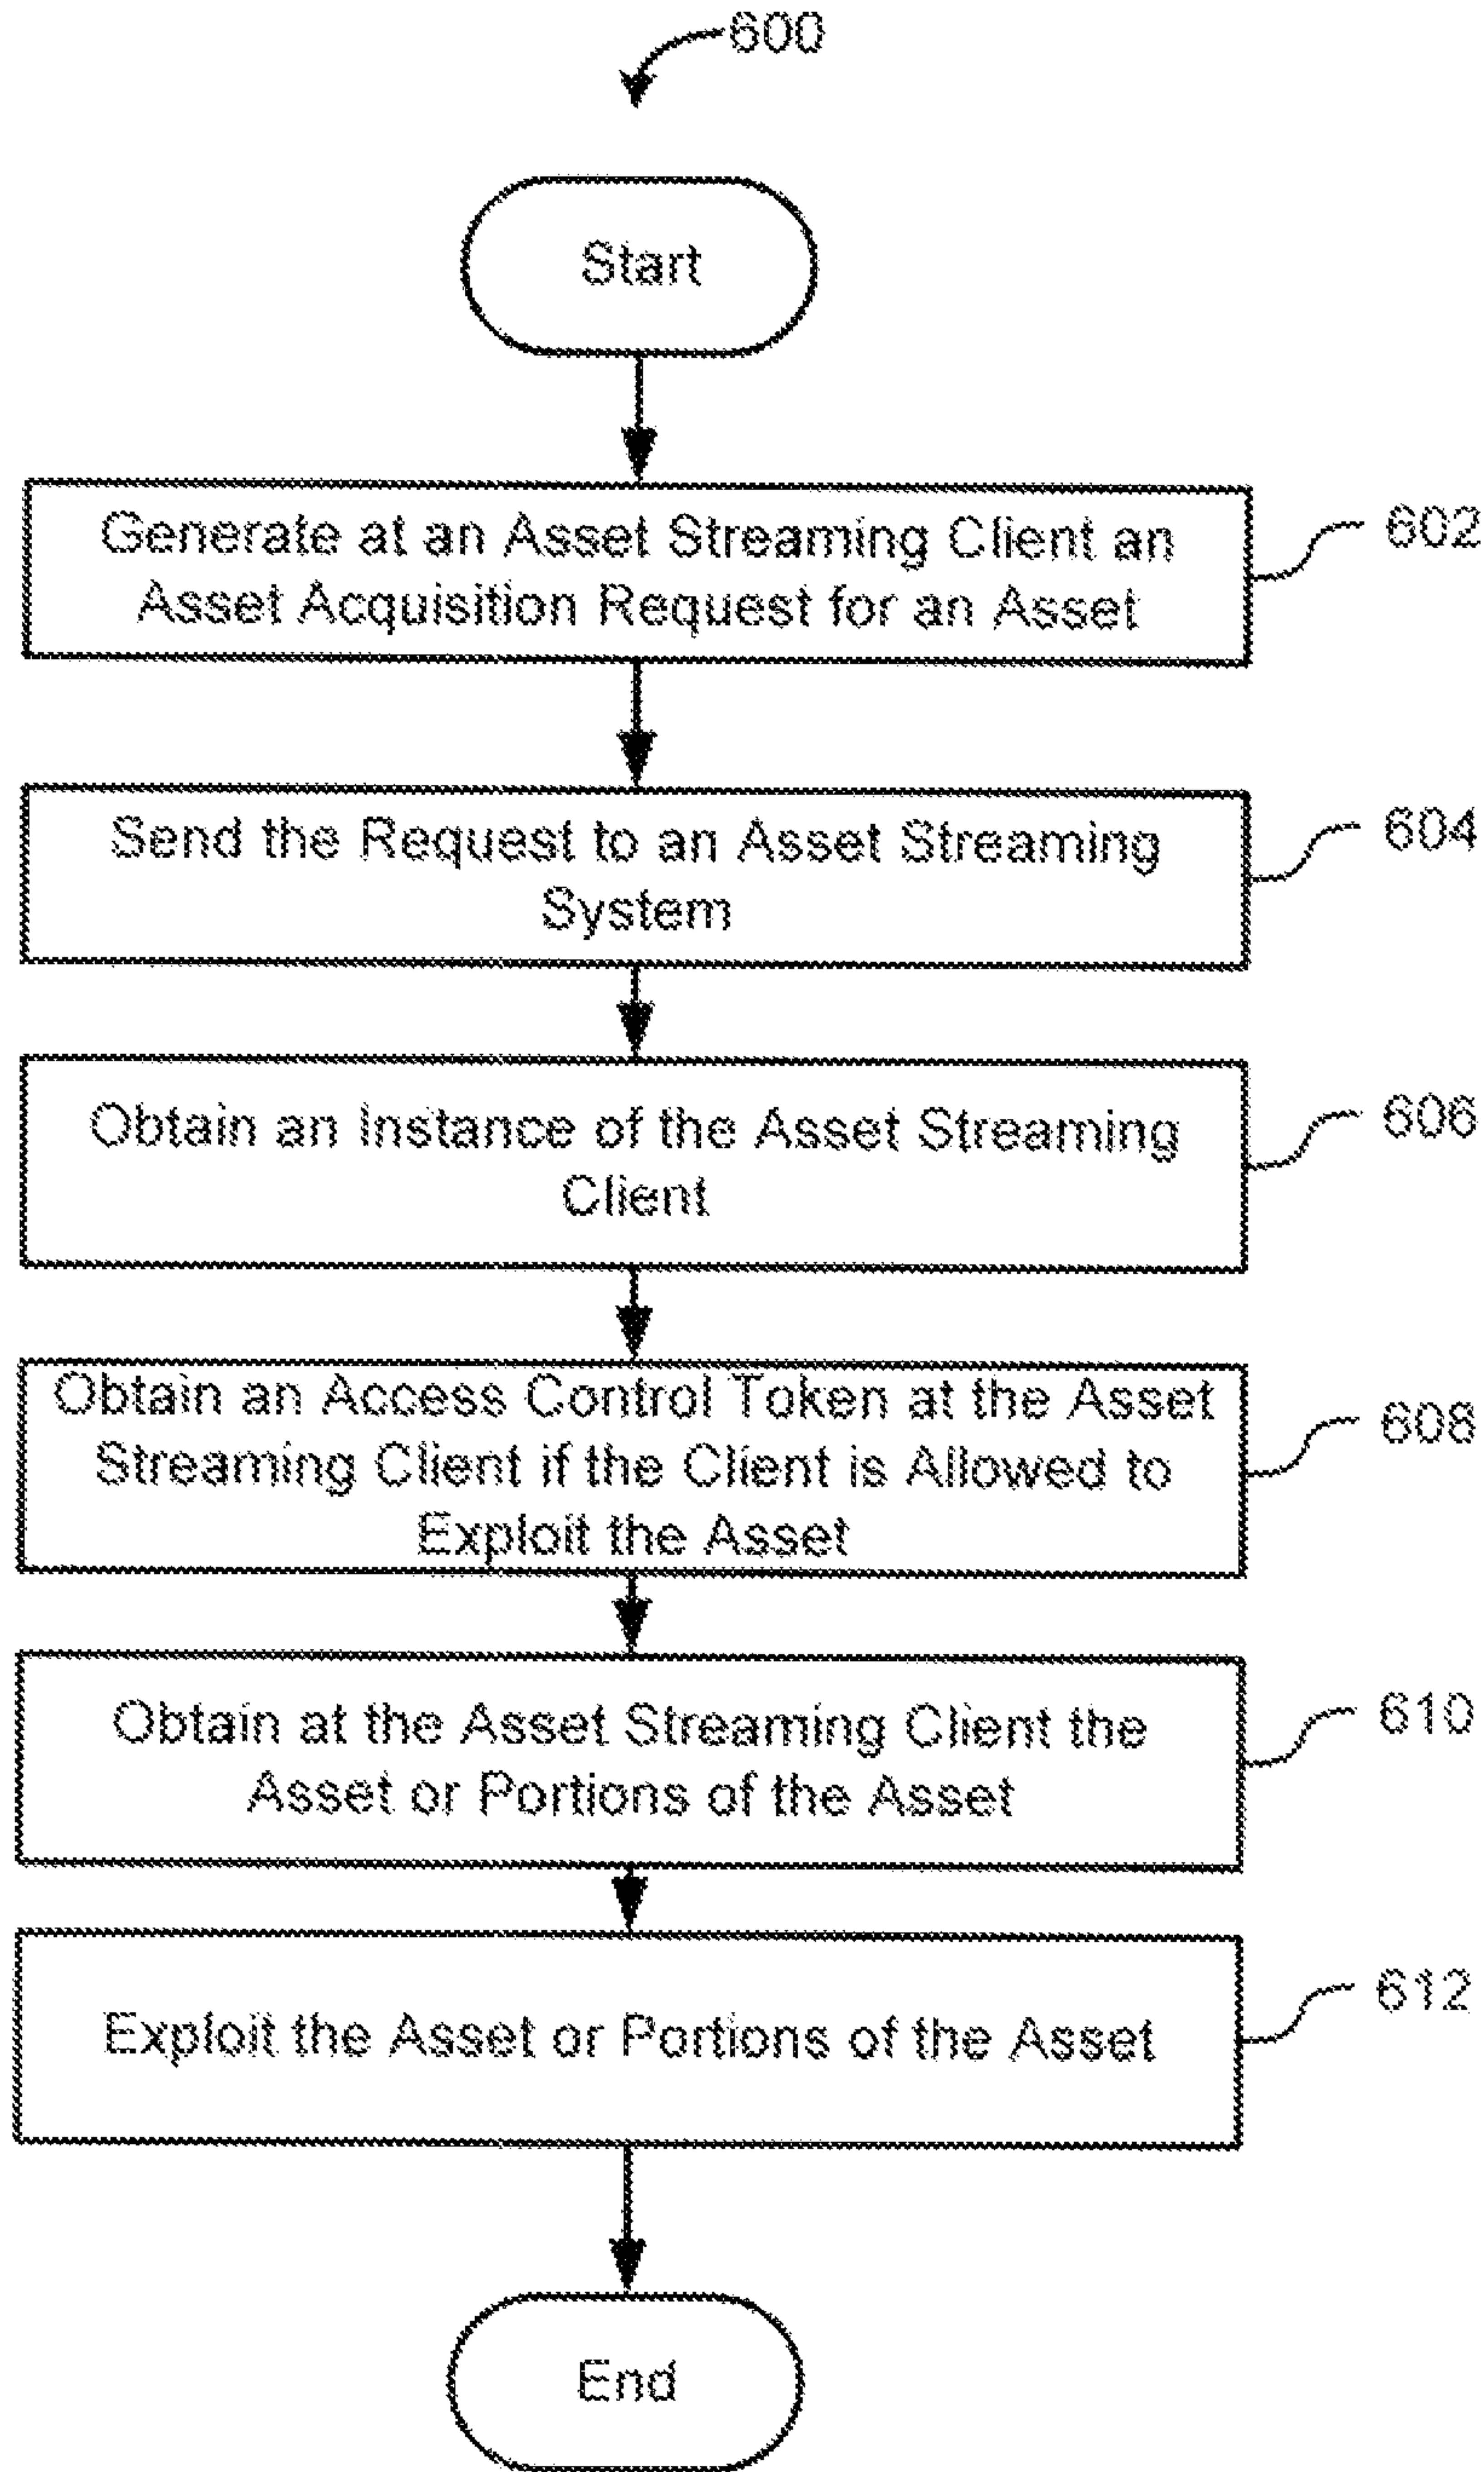 600
Start
Generate at an Asset Streaming Client an
Asset Acquisition Request for an Asset
602
Send the Request to an Asset Streaming
System
604
Obtain an Instance of the Asset Streaming
Client
606
Obtain an Access Control Token at the Asset
Streaming Client if the Client is Allowed to
Exploit the Asset
608
Obtain at the Asset Streaming Client the
Asset or Portions of the Asset
610
Exploit the Asset or Portions of the Asset
612
End